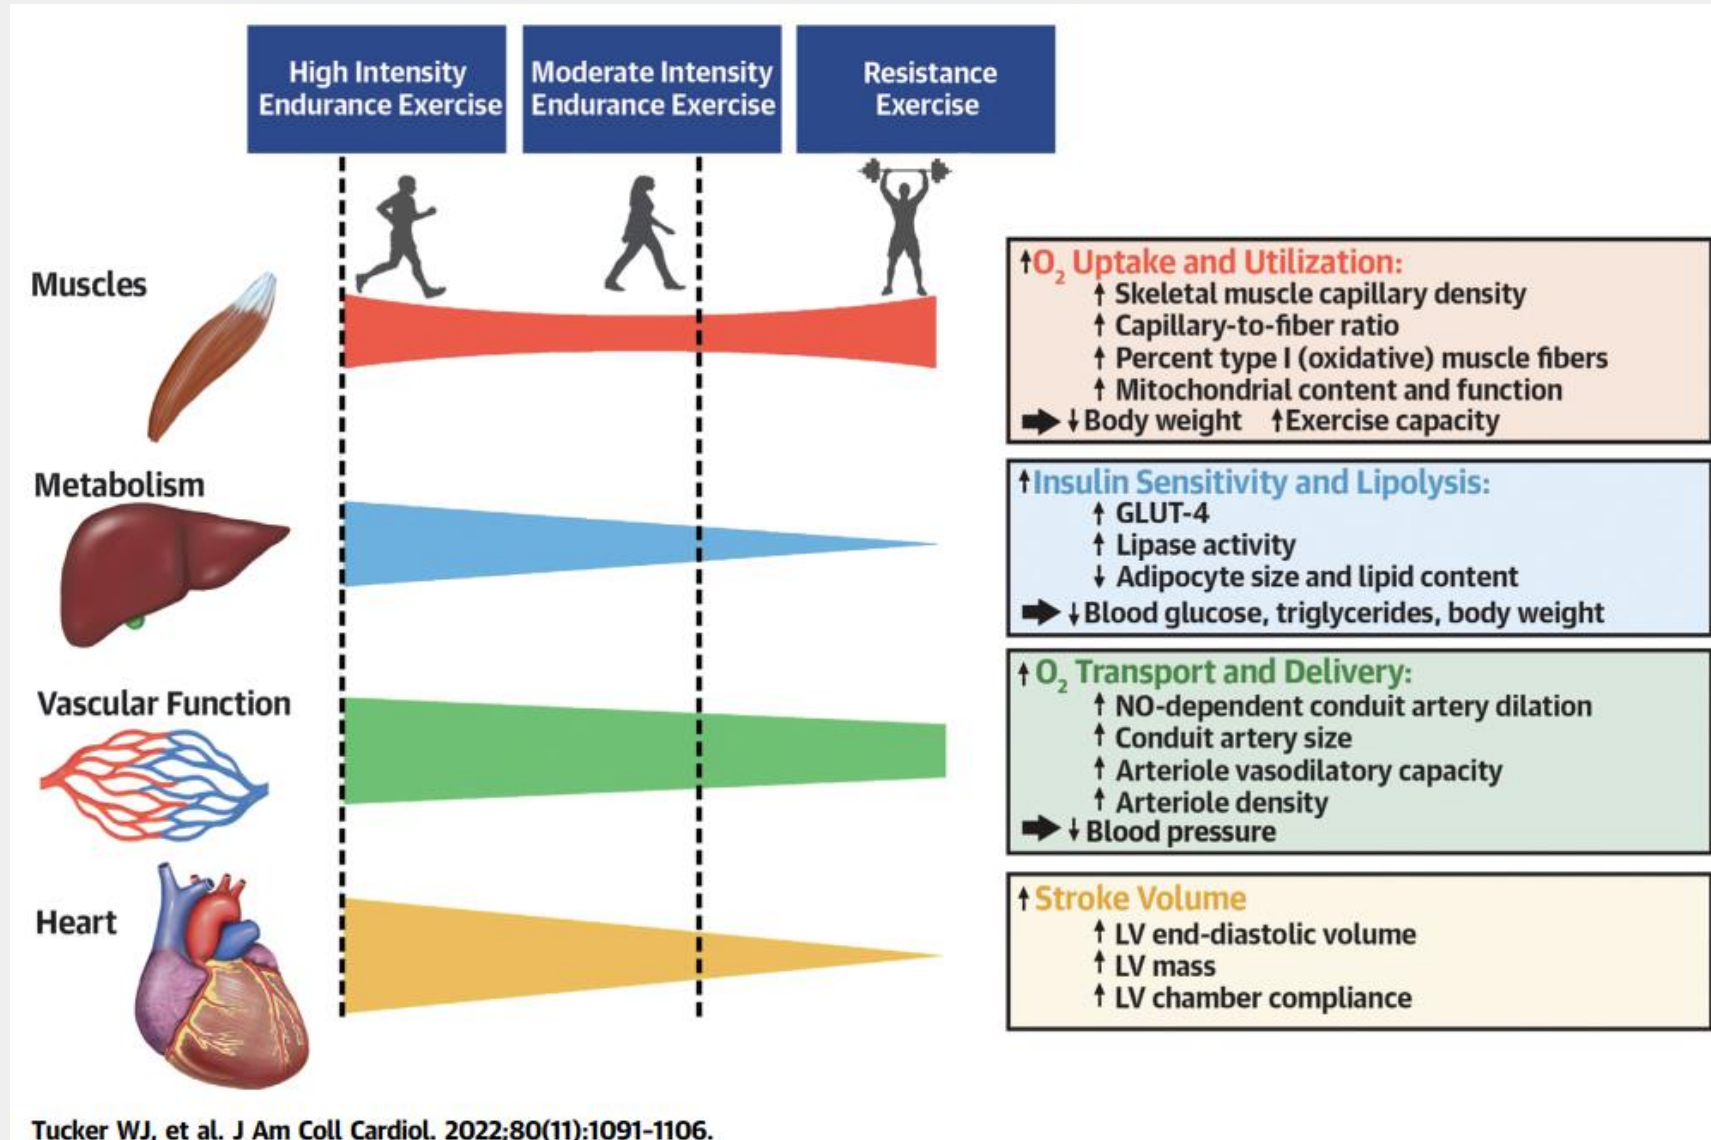 High Intensity
Endurance Exercise
Moderate Intensity
Endurance Exercise
Resistance
Exercise
Muscles
↑O₂ Uptake and Utilization:
↑ Skeletal muscle capillary density
↑ Capillary-to-fiber ratio
↑ Percent type I (oxidative) muscle fibers
↑ Mitochondrial content and function
➡ ↓Body weight ↑Exercise capacity
Metabolism
↑Insulin Sensitivity and Lipolysis:
↑ GLUT-4
↑ Lipase activity
↓ Adipocyte size and lipid content
➡ ↓Blood glucose, triglycerides, body weight
Vascular Function
↑O₂ Transport and Delivery:
↑ NO-dependent conduit artery dilation
↑ Conduit artery size
↑ Arteriole vasodilatory capacity
↑ Arteriole density
➡ ↓Blood pressure
Heart
↑Stroke Volume
↑ LV end-diastolic volume
↑ LV mass
↑ LV chamber compliance
Tucker WJ, et al. J Am Coll Cardiol. 2022;80(11):1091–1106.